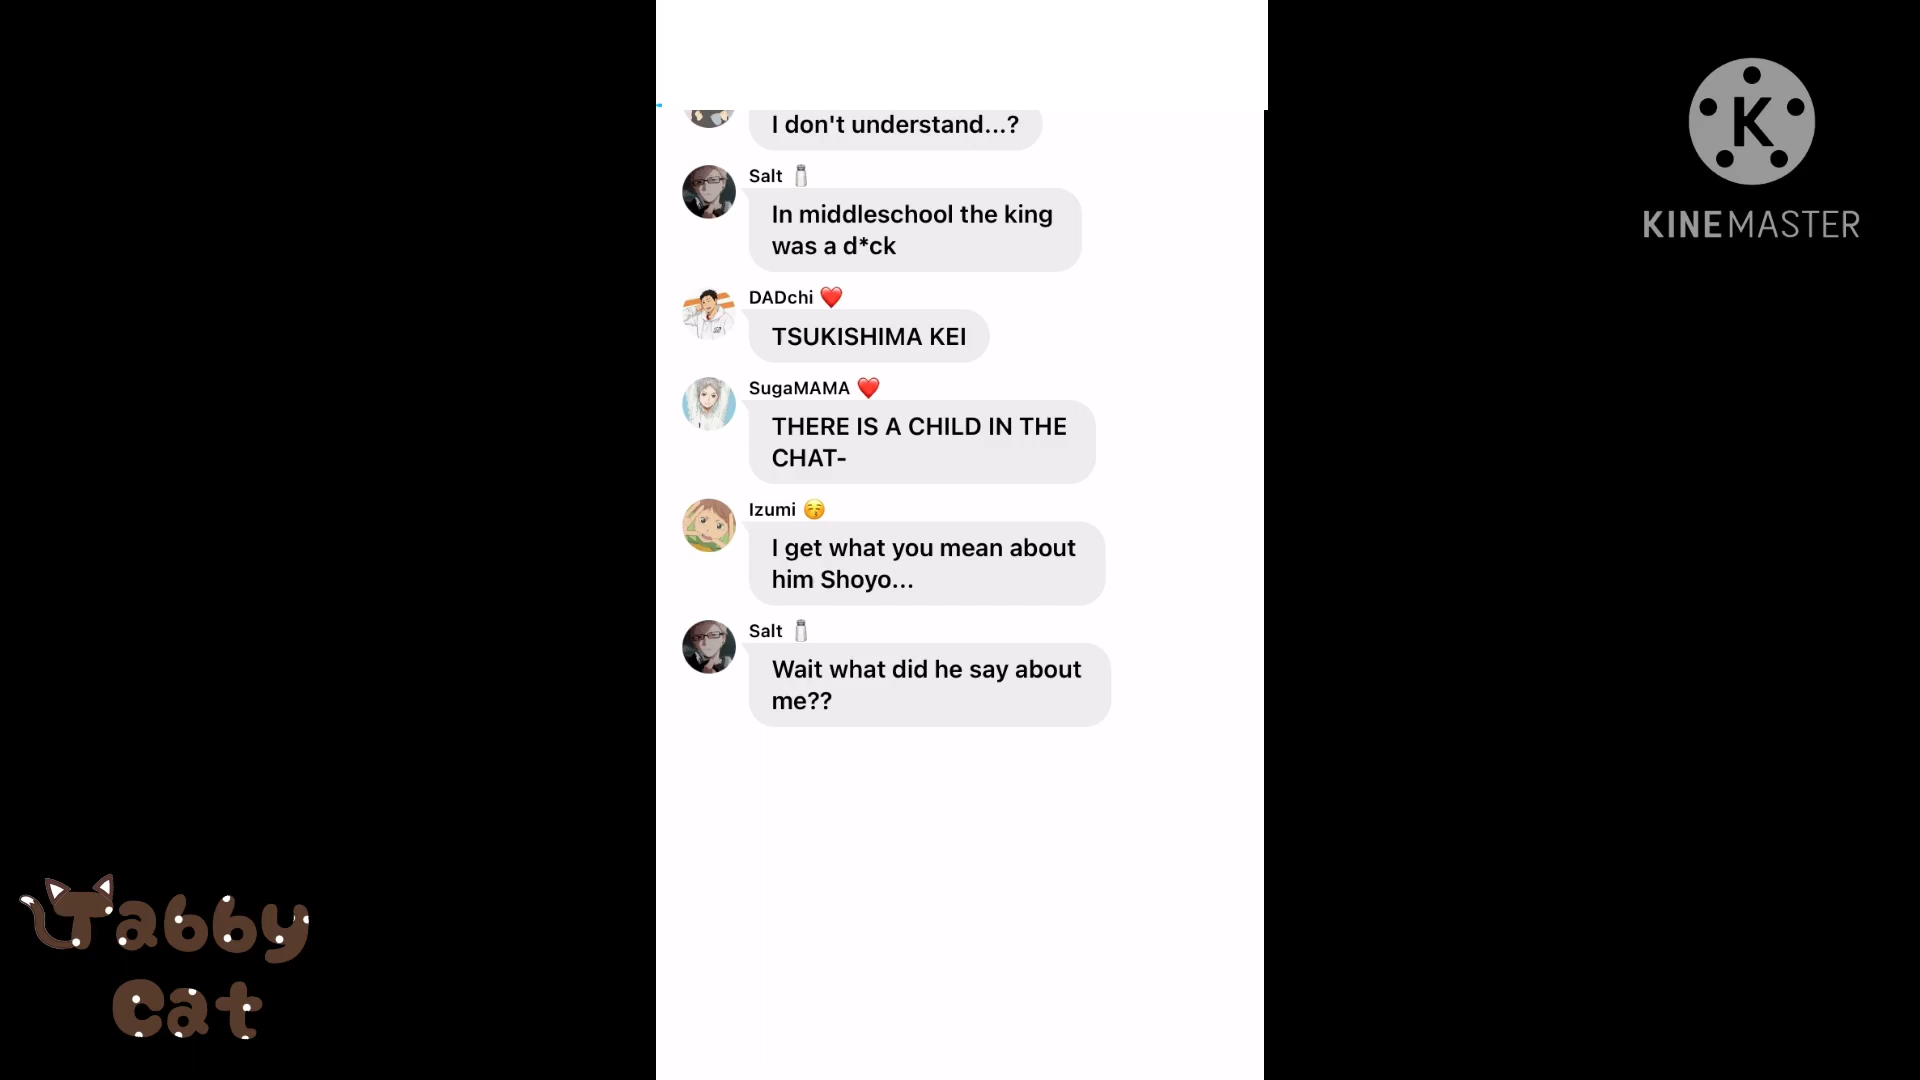 I don't understand...?
Salt 🧂
In middleschool the king
was a d*ck
DADchi ❤️
TSUKISHIMA KEI
SugaMAMA ❤️
THERE IS A CHILD IN THE
CHAT-
Izumi 😚
I get what you mean about
him Shoyo...
Salt 🧂
Wait what did he say about
me??
K
KINEMASTER
Tabby
Cat